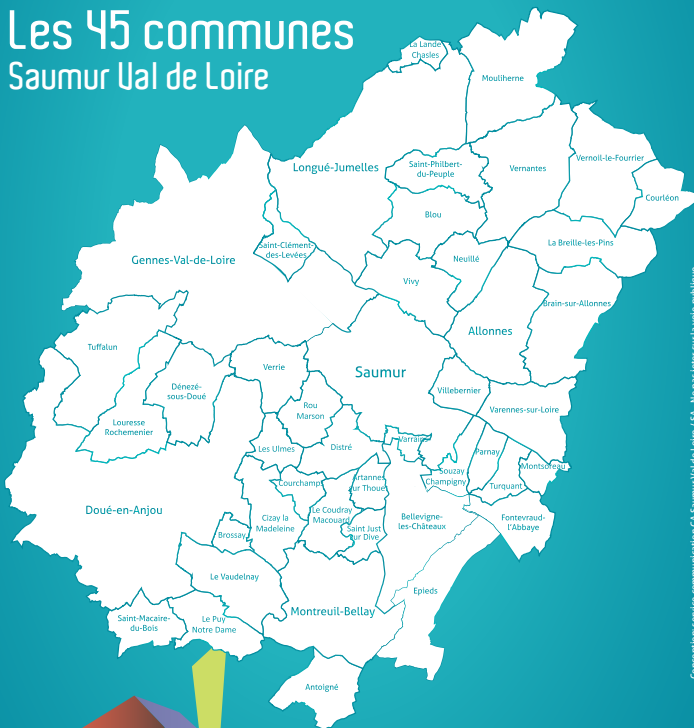 Les 45 communes
Saumur Val de Loire
La Lande
Chasles
Mouliherne
Longué-Jumelles
Saint-Philbert-
du-Peuple
Vernantes
Vernoil-le-Fourrier
Courléon
Blou
La Breille-les-Pins
Saint-Clément-
des-Levées
Gennes-Val-de-Loire
Neuillé
Vivy
Brain-sur-Allonnes
Allonnes
Tuffalun
Verrie
Saumur
Dénezé-
sous-Doué
Villebernier
Rou
Marson
Varennes-sur-Loire
Louresse
Rochemenier
Les Ulmes
Distré
Varrains
Parnay
Montsoreau
Souzay
Champigny
Turquant
Courchamps
Artannes
sur Thouet
Doué-en-Anjou
Cizay la
Madeleine
Le Coudray
Macouard
Bellevigne-
les-Châteaux
Fontevraud-
l'Abbaye
Brossay
Saint Just
sur Dive
Le Vaudelnay
Epieds
Montreuil-Bellay
Saint-Macaire-
du-Bois
Le Puy
Notre Dame
Antoigné